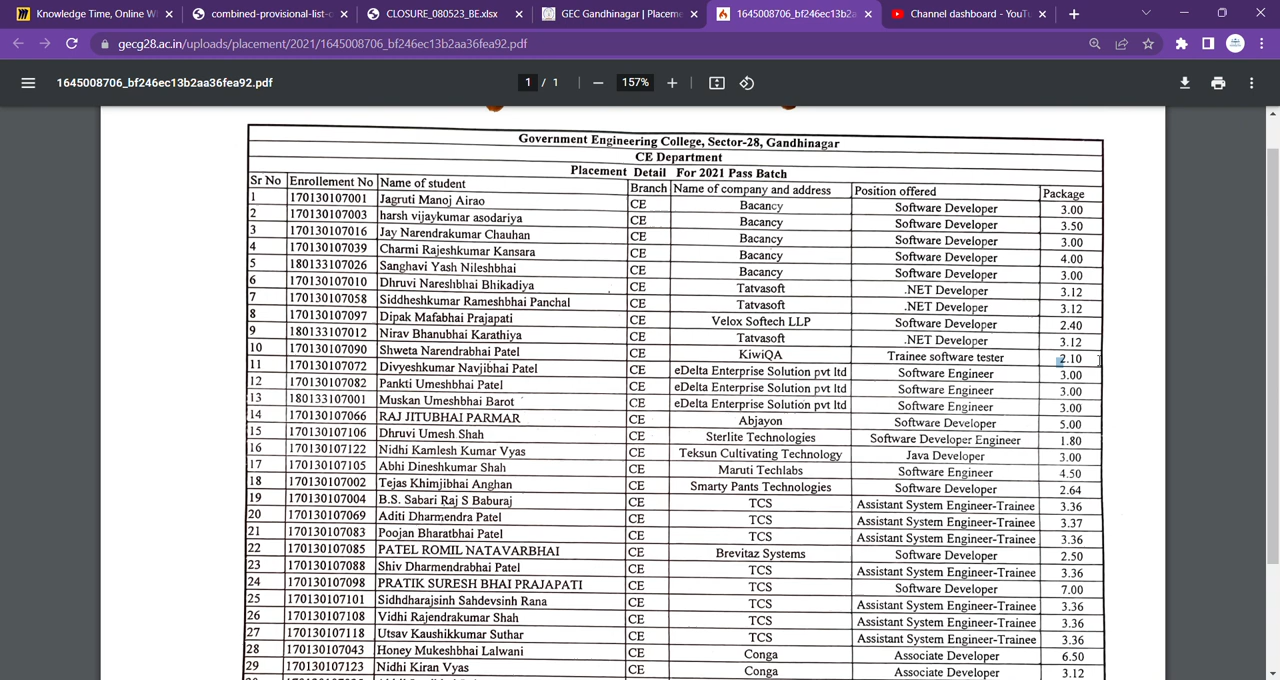 Knowledge Time, Online W
combined-provisional-list-
CLOSURE_080523_BE.xlsx
GEC Gandhinagar | Placem
1645008706_bf246ec13b2a
Channel dashboard - YouTu
gecg28.ac.in/uploads/placement/2021/1645008706_bf246ec13b2aa36fea92.pdf
1645008706_bf246ec13b2aa36fea92.pdf 1 / 1 157%
Government Engineering College, Sector-28, Gandhinagar
CE Department
Placement Detail For 2021 Pass Batch
Sr No Enrollement No Name of student Branch Name of company and address Position offered Package
1 170130107001 Jagruti Manoj Airao CE Bacancy Software Developer 3.00
2 170130107003 harsh vijaykumar asodariya CE Bacancy Software Developer 3.50
3 170130107016 Jay Narendrakumar Chauhan CE Bacancy Software Developer 3.00
4 170130107039 Charmi Rajeshkumar Kansara CE Bacancy Software Developer 4.00
5 180133107026 Sanghavi Yash Nileshbhai CE Bacancy Software Developer 3.00
6 170130107010 Dhruvi Nareshbhai Bhikadiya CE Tatvasoft .NET Developer 3.12
7 170130107058 Siddheshkumar Rameshbhai Panchal CE Tatvasoft .NET Developer 3.12
8 170130107097 Dipak Mafabhai Prajapati CE Velox Softech LLP Software Developer 2.40
9 180133107012 Nirav Bhanubhai Karathiya CE Tatvasoft .NET Developer 3.12
10 170130107090 Shweta Narendrabhai Patel CE KiwiQA Trainee software tester 2.10
11 170130107072 Divyeshkumar Navjibhai Patel CE eDelta Enterprise Solution pvt ltd Software Engineer 3.00
12 170130107082 Pankti Umeshbhai Patel CE eDelta Enterprise Solution pvt ltd Software Engineer 3.00
13 180133107001 Muskan Umeshbhai Barot CE eDelta Enterprise Solution pvt ltd Software Engineer 3.00
14 170130107066 RAJ JITUBHAI PARMAR CE Abjayon Software Developer 5.00
15 170130107106 Dhruvi Umesh Shah CE Sterlite Technologies Software Developer Engineer 1.80
16 170130107122 Nidhi Kamlesh Kumar Vyas CE Teksun Cultivating Technology Java Developer 3.00
17 170130107105 Abhi Dineshkumar Shah CE Maruti Techlabs Software Engineer 4.50
18 170130107002 Tejas Khimjibhai Anghan CE Smarty Pants Technologies Software Developer 2.64
19 170130107004 B.S. Sabari Raj S Baburaj CE TCS Assistant System Engineer-Trainee 3.36
20 170130107069 Aditi Dharmendra Patel CE TCS Assistant System Engineer-Trainee 3.37
21 170130107083 Poojan Bharatbhai Patel CE TCS Assistant System Engineer-Trainee 3.36
22 170130107085 PATEL ROMIL NATAVARBHAI CE Brevitaz Systems Software Developer 2.50
23 170130107088 Shiv Dharmendrabhai Patel CE TCS Assistant System Engineer-Trainee 3.36
24 170130107098 PRATIK SURESH BHAI PRAJAPATI CE TCS Software Developer 7.00
25 170130107101 Sidhdharajsinh Sahdevsinh Rana CE TCS Assistant System Engineer-Trainee 3.36
26 170130107108 Vidhi Rajendrakumar Shah CE TCS Assistant System Engineer-Trainee 3.36
27 170130107118 Utsav Kaushikkumar Suthar CE TCS Assistant System Engineer-Trainee 3.36
28 170130107043 Honey Mukeshbhai Lalwani CE Conga Associate Developer 6.50
29 170130107123 Nidhi Kiran Vyas CE Conga Associate Developer 3.12